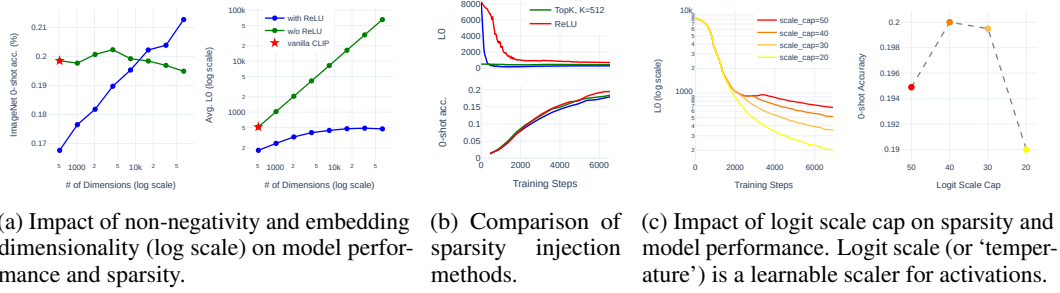 ImageNet 0-shot acc. (%)
0.21
0.2
0.19
0.18
0.17
5 1000 2 5 10k 2 5
# of Dimensions (log scale)
Avg. L0 (log scale)
100k
5
2
10k
5
2
1000
5
2
with ReLU
w/o ReLU
vanilla CLIP
5 1000 2 5 10k 2 5
# of Dimensions (log scale)
L0
8000
6000
4000
2000
0
TopK, K=512
ReLU
0-shot acc.
0.2
0.15
0.1
0.05
0
0 2000 4000 6000
Training Steps
L0 (log scale)
10k
1000
scale_cap=50
scale_cap=40
scale_cap=30
scale_cap=20
0 2000 4000 6000
Training Steps
0-shot Accuracy
0.2
0.198
0.196
0.194
0.192
0.19
50 40 30 20
Logit Scale Cap
(a) Impact of non-negativity and embedding
dimensionality (log scale) on model perfor-
mance and sparsity.
(b) Comparison of
sparsity injection
methods.
(c) Impact of logit scale cap on sparsity and
model performance. Logit scale (or ‘temper-
ature’) is a learnable scaler for activations.